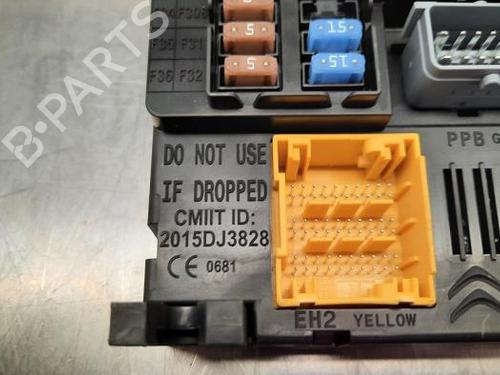 F34 F30
5
F35 F31
5
15
F36 F32
5
15
B-PARTS
PPB
DO NOT USE
IF DROPPED
CMIIT ID:
2015DJ3828
CE 0681
EH2 YELLOW